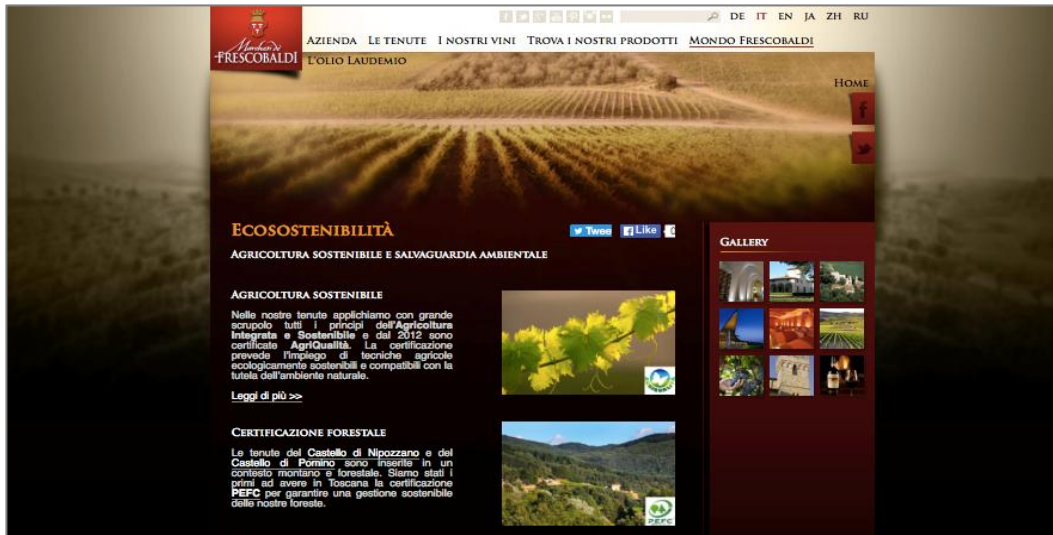 DE IT EN JA ZH RU
Marchesi de'
FRESCOBALDI
AZIENDA LE TENUTE I NOSTRI VINI TROVA I NOSTRI PRODOTTI MONDO FRESCOBALDI
L'OLIO LAUDEMIO
HOME
ECOSOSTENIBILITÀ
Twee
Like
AGRICOLTURA SOSTENIBILE E SALVAGUARDIA AMBIENTALE
AGRICOLTURA SOSTENIBILE
Nelle nostre tenute applichiamo con grande
scrupolo tutti i principi dell'Agricoltura
Integrata e Sostenibile e dal 2012 sono
certificate AgriQualità. La certificazione
prevede l'impiego di tecniche agricole
ecologicamente sostenibili e compatibili con la
tutela dell'ambiente naturale.
Leggi di più >>
CERTIFICAZIONE FORESTALE
Le tenute del Castello di Nipozzano e del
Castello di Pomino sono inserite in un
contesto montano e forestale. Siamo stati i
primi ad avere in Toscana la certificazione
PEFC per garantire una gestione sostenibile
delle nostre foreste.
PEFC
GALLERY